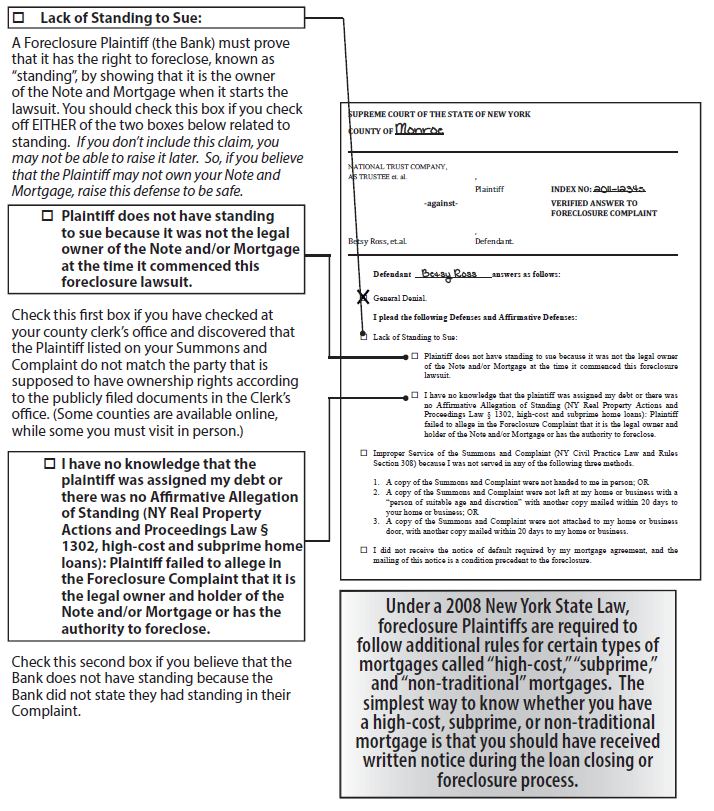 ☐ Lack of Standing to Sue:
A Foreclosure Plaintiff (the Bank) must prove
that it has the right to foreclose, known as
“standing”, by showing that it is the owner
of the Note and Mortgage when it starts the
lawsuit. You should check this box if you check
off EITHER of the two boxes below related to
standing. If you don’t include this claim, you
may not be able to raise it later. So, if you believe
that the Plaintiff may not own your Note and
Mortgage, raise this defense to be safe.
☐ Plaintiff does not have standing
to sue because it was not the legal
owner of the Note and/or Mortgage
at the time it commenced this
foreclosure lawsuit.
Check this first box if you have checked at
your county clerk’s office and discovered that
the Plaintiff listed on your Summons and
Complaint do not match the party that is
supposed to have ownership rights according
to the publicly filed documents in the Clerk’s
office. (Some counties are available online,
while some you must visit in person.)
☐ I have no knowledge that the
plaintiff was assigned my debt or
there was no Affirmative Allegation
of Standing (NY Real Property
Actions and Proceedings Law §
1302, high-cost and subprime home
loans): Plaintiff failed to allege in
the Foreclosure Complaint that it is
the legal owner and holder of the
Note and/or Mortgage or has the
authority to foreclose.
Check this second box if you believe that the
Bank does not have standing because the
Bank did not state they had standing in their
Complaint.
SUPREME COURT OF THE STATE OF NEW YORK
COUNTY OF Monroe
NATIONAL TRUST COMPANY,
AS TRUSTEE et. al. ,
Plaintiff INDEX NO: 2011-12345
-against- VERIFIED ANSWER TO
FORECLOSURE COMPLAINT
,
Betsy Ross, et.al. Defendant.
Defendant Betsy Ross answers as follows:
General Denial.
I plead the following Defenses and Affirmative Defenses:
☐ Lack of Standing to Sue:
☐ Plaintiff does not have standing to sue because it was not the legal owner
of the Note and/or Mortgage at the time it commenced this foreclosure
lawsuit.
☐ I have no knowledge that the plaintiff was assigned my debt or there was
no Affirmative Allegation of Standing (NY Real Property Actions and
Proceedings Law § 1302, high-cost and subprime home loans): Plaintiff
failed to allege in the Foreclosure Complaint that it is the legal owner and
holder of the Note and/or Mortgage or has the authority to foreclose.
☐ Improper Service of the Summons and Complaint (NY Civil Practice Law and Rules
Section 308) because I was not served in any of the following three methods.
1. A copy of the Summons and Complaint were not handed to me in person; OR
2. A copy of the Summons and Complaint were not left at my home or business with a
“person of suitable age and discretion” with another copy mailed within 20 days to
your home or business; OR
3. A copy of the Summons and Complaint were not attached to my home or business
door, with another copy mailed within 20 days to my home or business.
☐ I did not receive the notice of default required by my mortgage agreement, and the
mailing of this notice is a condition precedent to the foreclosure.
Under a 2008 New York State Law,
foreclosure Plaintiffs are required to
follow additional rules for certain types of
mortgages called “high-cost,” “subprime,”
and “non-traditional” mortgages. The
simplest way to know whether you have
a high-cost, subprime, or non-traditional
mortgage is that you should have received
written notice during the loan closing or
foreclosure process.